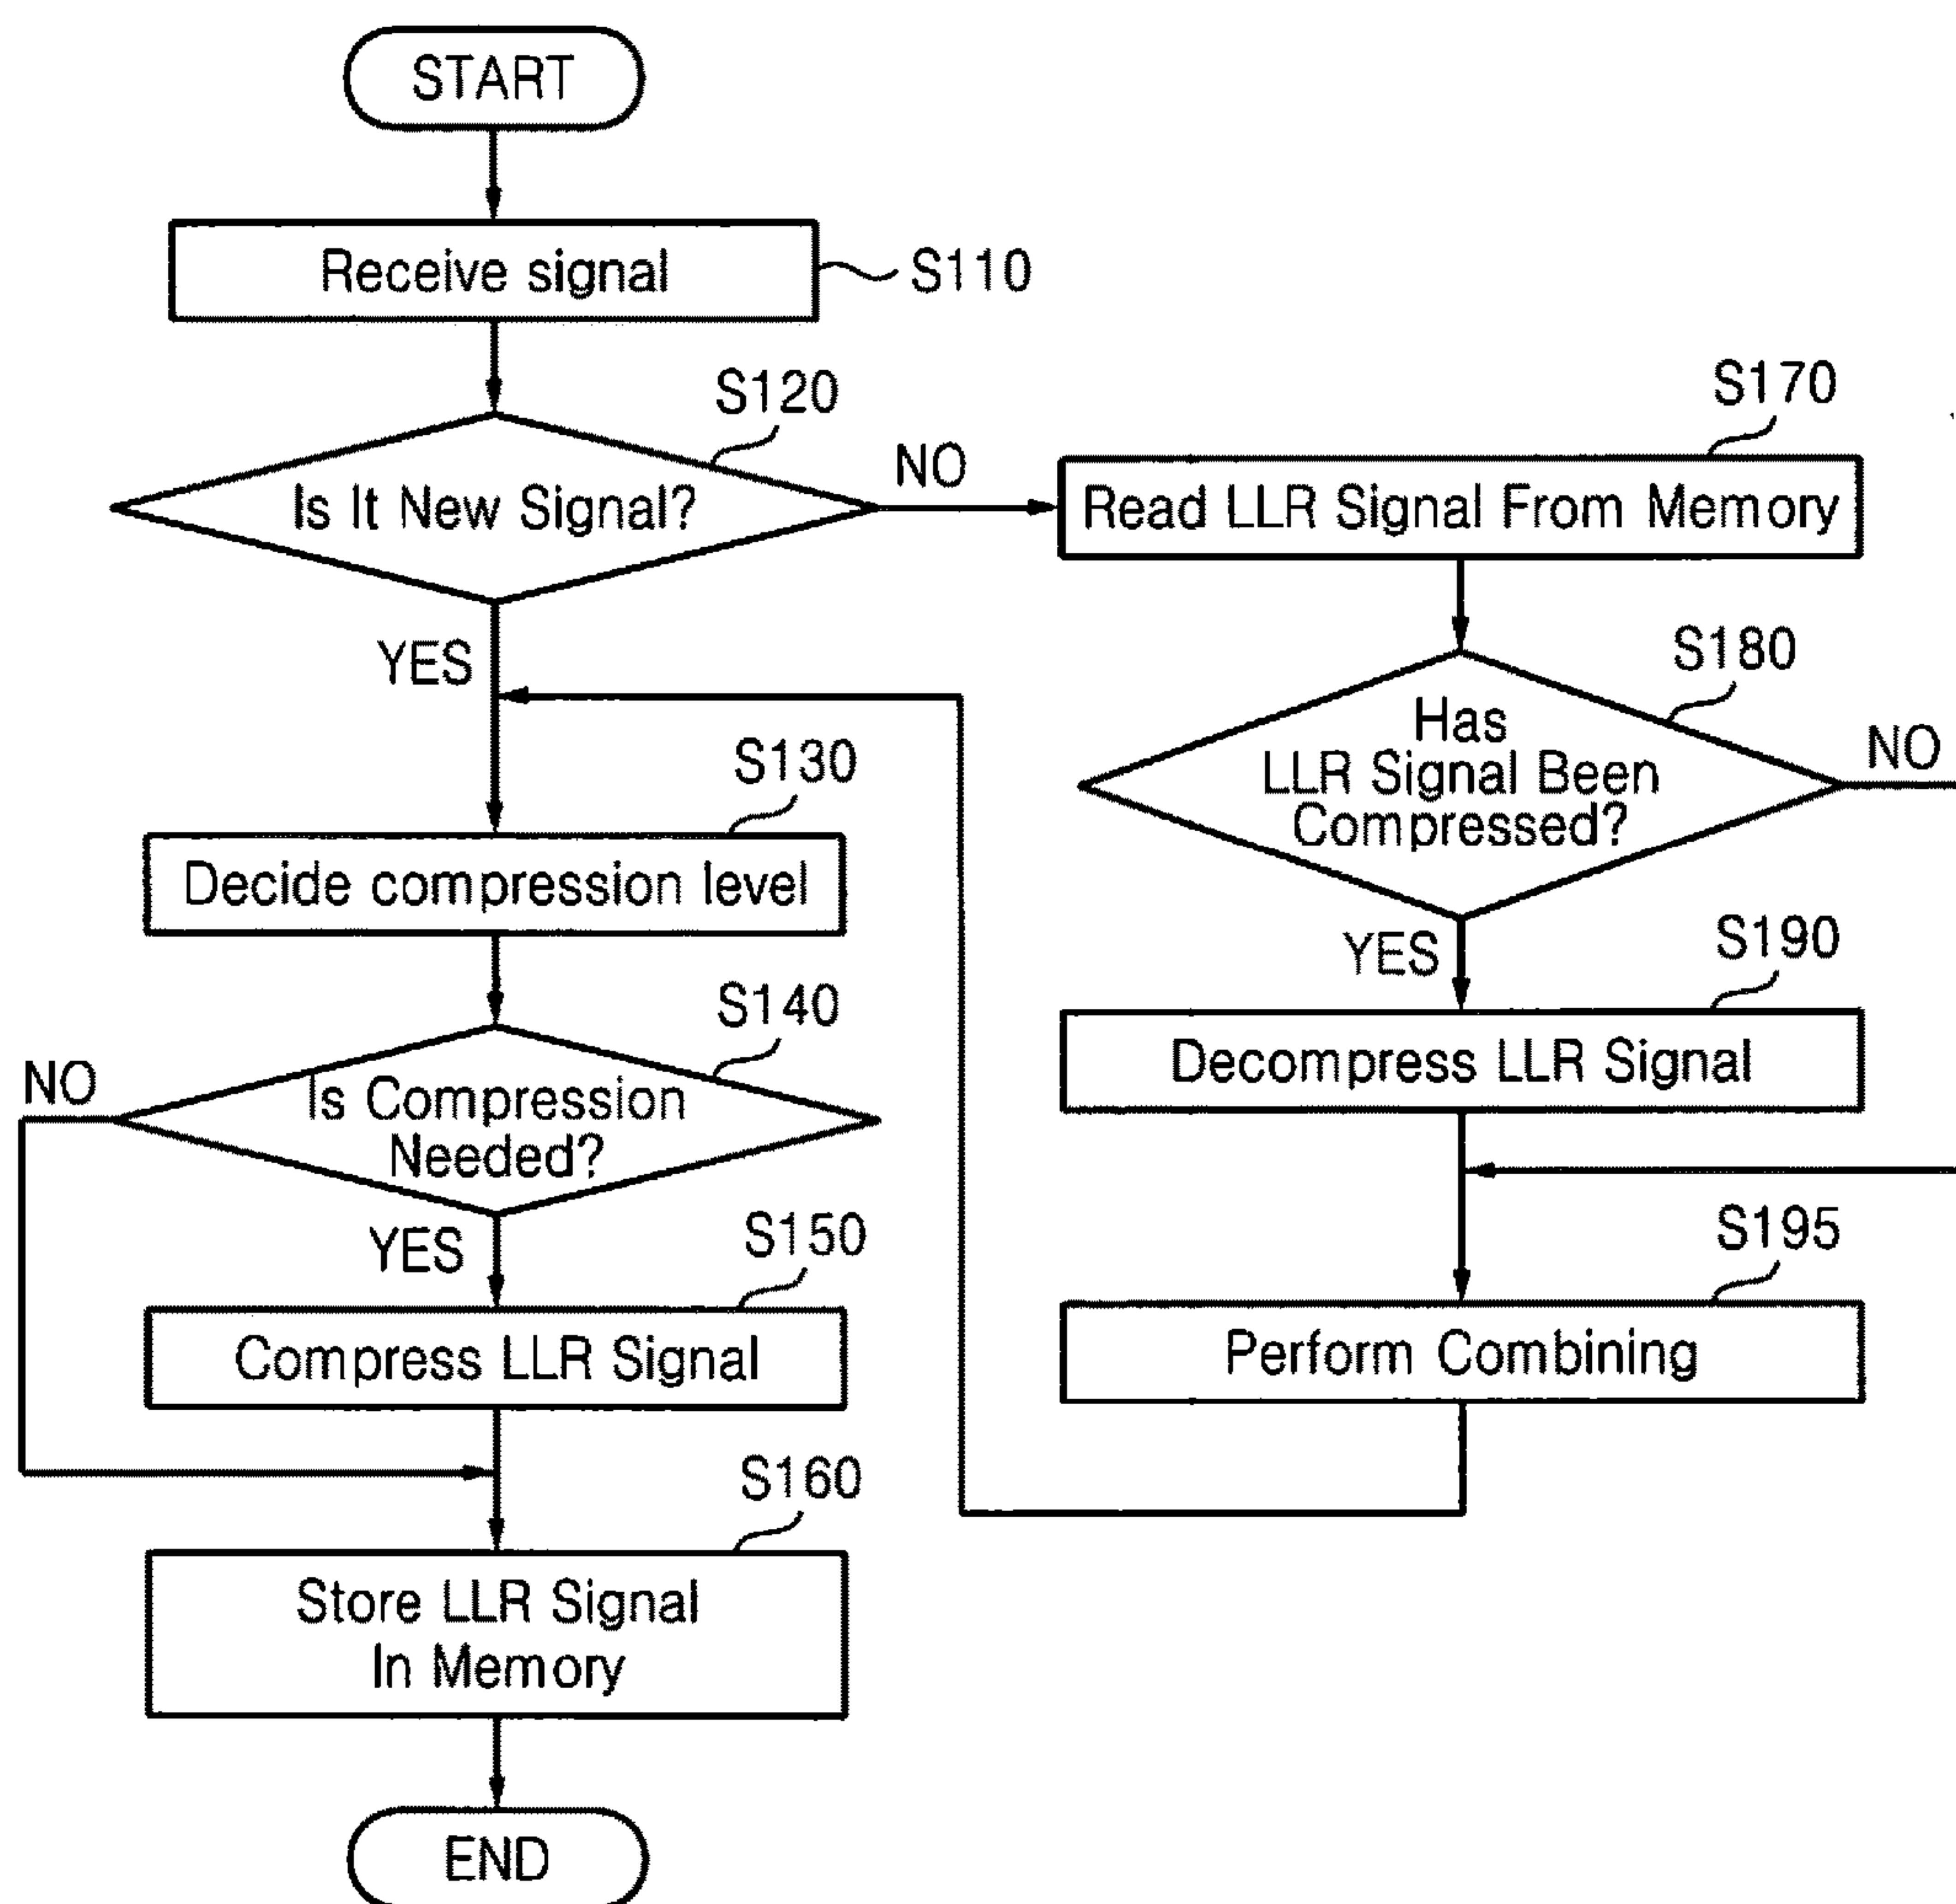 START
Receive signal
S110
S120
Is It New Signal?
NO
YES
S130
Decide compression level
S140
Is Compression
Needed?
NO
YES
S150
Compress LLR Signal
S160
Store LLR Signal
In Memory
END
S170
Read LLR Signal From Memory
S180
Has
LLR Signal Been
Compressed?
NO
YES
S190
Decompress LLR Signal
S195
Perform Combining